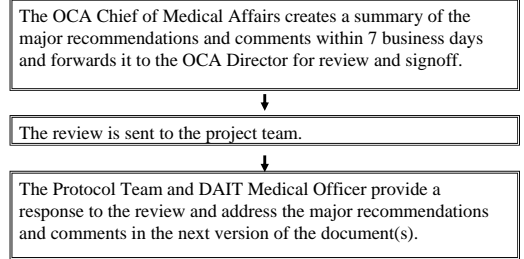 The OCA Chief of Medical Affairs creates a summary of the
major recommendations and comments within 7 business days
and forwards it to the OCA Director for review and signoff.
The review is sent to the project team.
The Protocol Team and DAIT Medical Officer provide a
response to the review and address the major recommendations
and comments in the next version of the document(s).